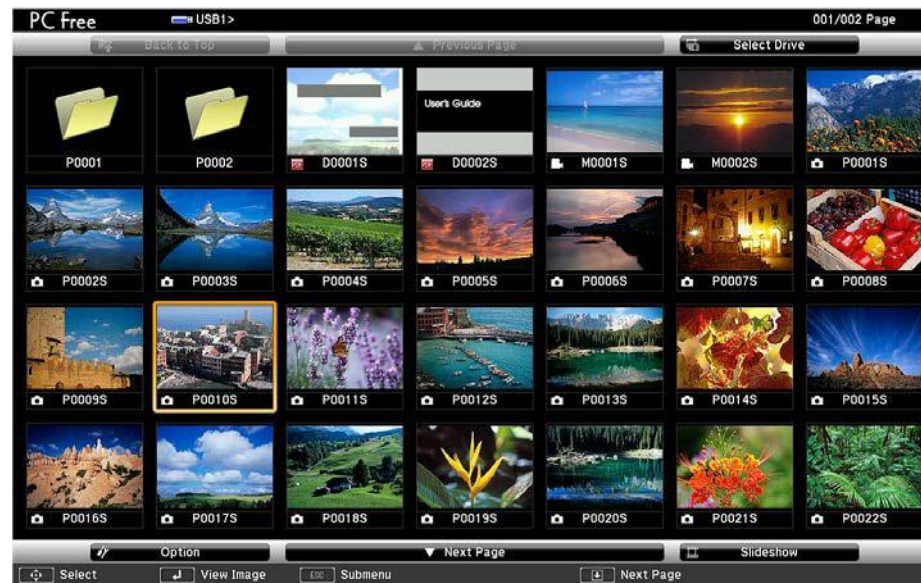 PC Free USB1> 001/002 Page
Back to Top Previous Page Select Drive
User's Guide
P0001 P0002 D0001S D0002S M0001S M0002S P0001S
P0002S P0003S P0004S P0005S P0006S P0007S P0008S
P0009S P0010S P0011S P0012S P0013S P0014S P0015S
P0016S P0017S P0018S P0019S P0020S P0021S P0022S
Option Next Page Slideshow
Select View Image ESC Submenu Next Page